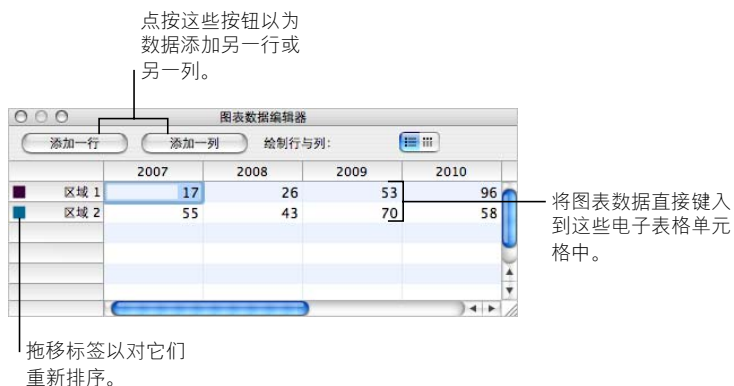 点按这些按钮以为
数据添加另一行或
另一列。
图表数据编辑器
添加一行 添加一列 绘制行与列:
2007 2008 2009 2010
区域 1 17 26 53 96
区域 2 55 43 70 58
将图表数据直接键入
到这些电子表格单元
格中。
拖移标签以对它们
重新排序。